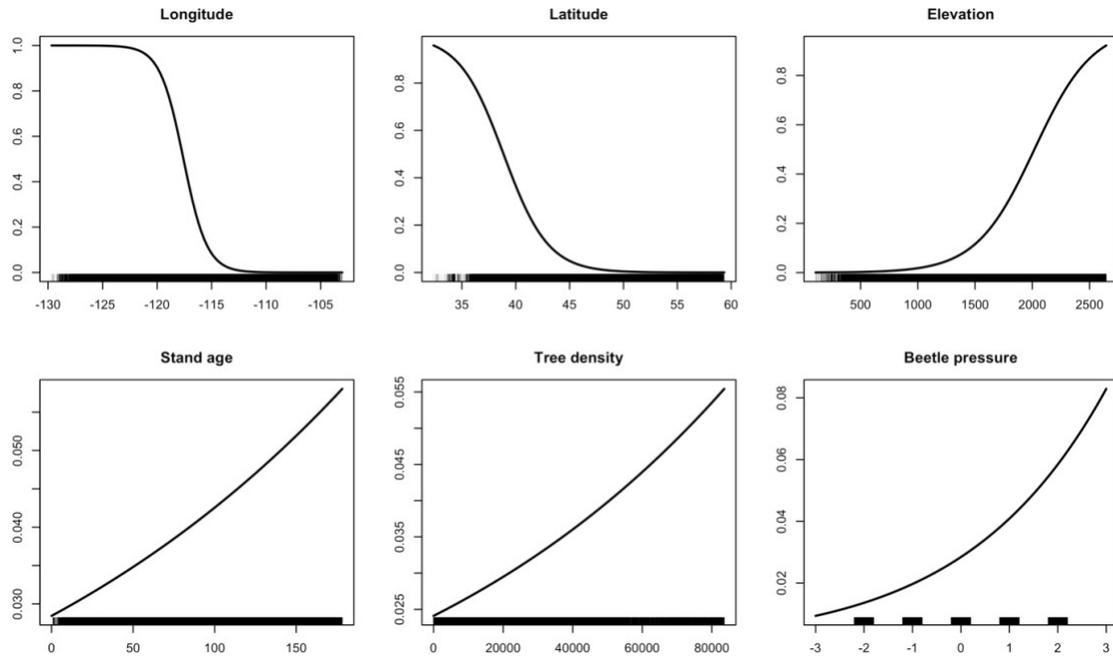 Longitude
Latitude
Elevation
1.0
0.8
0.6
0.4
0.2
0.0
-130 -125 -120 -115 -110 -105
0.8
0.6
0.4
0.2
0.0
35 40 45 50 55 60
0.8
0.6
0.4
0.2
0.0
500 1000 1500 2000 2500
Stand age
Tree density
Beetle pressure
0.050
0.040
0.030
0 50 100 150
0.055
0.045
0.035
0.025
0 20000 40000 60000 80000
0.08
0.06
0.04
0.02
-3 -2 -1 0 1 2 3